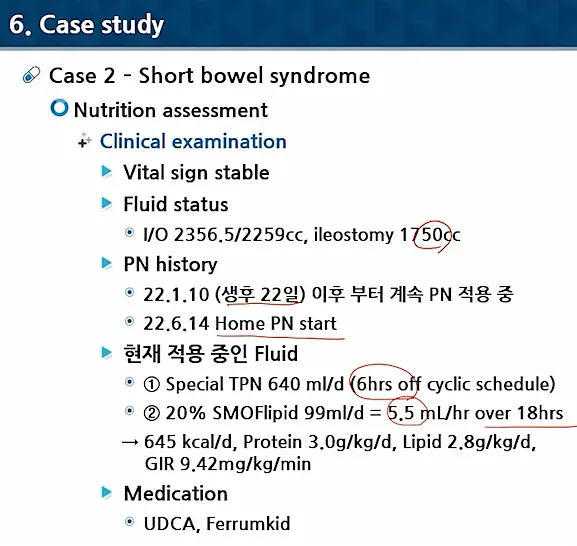 6. Case study
Case 2 - Short bowel syndrome
Nutrition assessment
Clinical examination
Vital sign stable
Fluid status
I/O 2356.5/2259cc, ileostomy 1750cc
PN history
22.1.10 (생후 22일) 이후 부터 계속 PN 적용 중
22.6.14 Home PN start
현재 적용 중인 Fluid
① Special TPN 640 ml/d (6hrs off cyclic schedule)
② 20% SMOFlipid 99ml/d = 5.5 mL/hr over 18hrs
→ 645 kcal/d, Protein 3.0g/kg/d, Lipid 2.8g/kg/d,
GIR 9.42mg/kg/min
Medication
UDCA, Ferrumkid